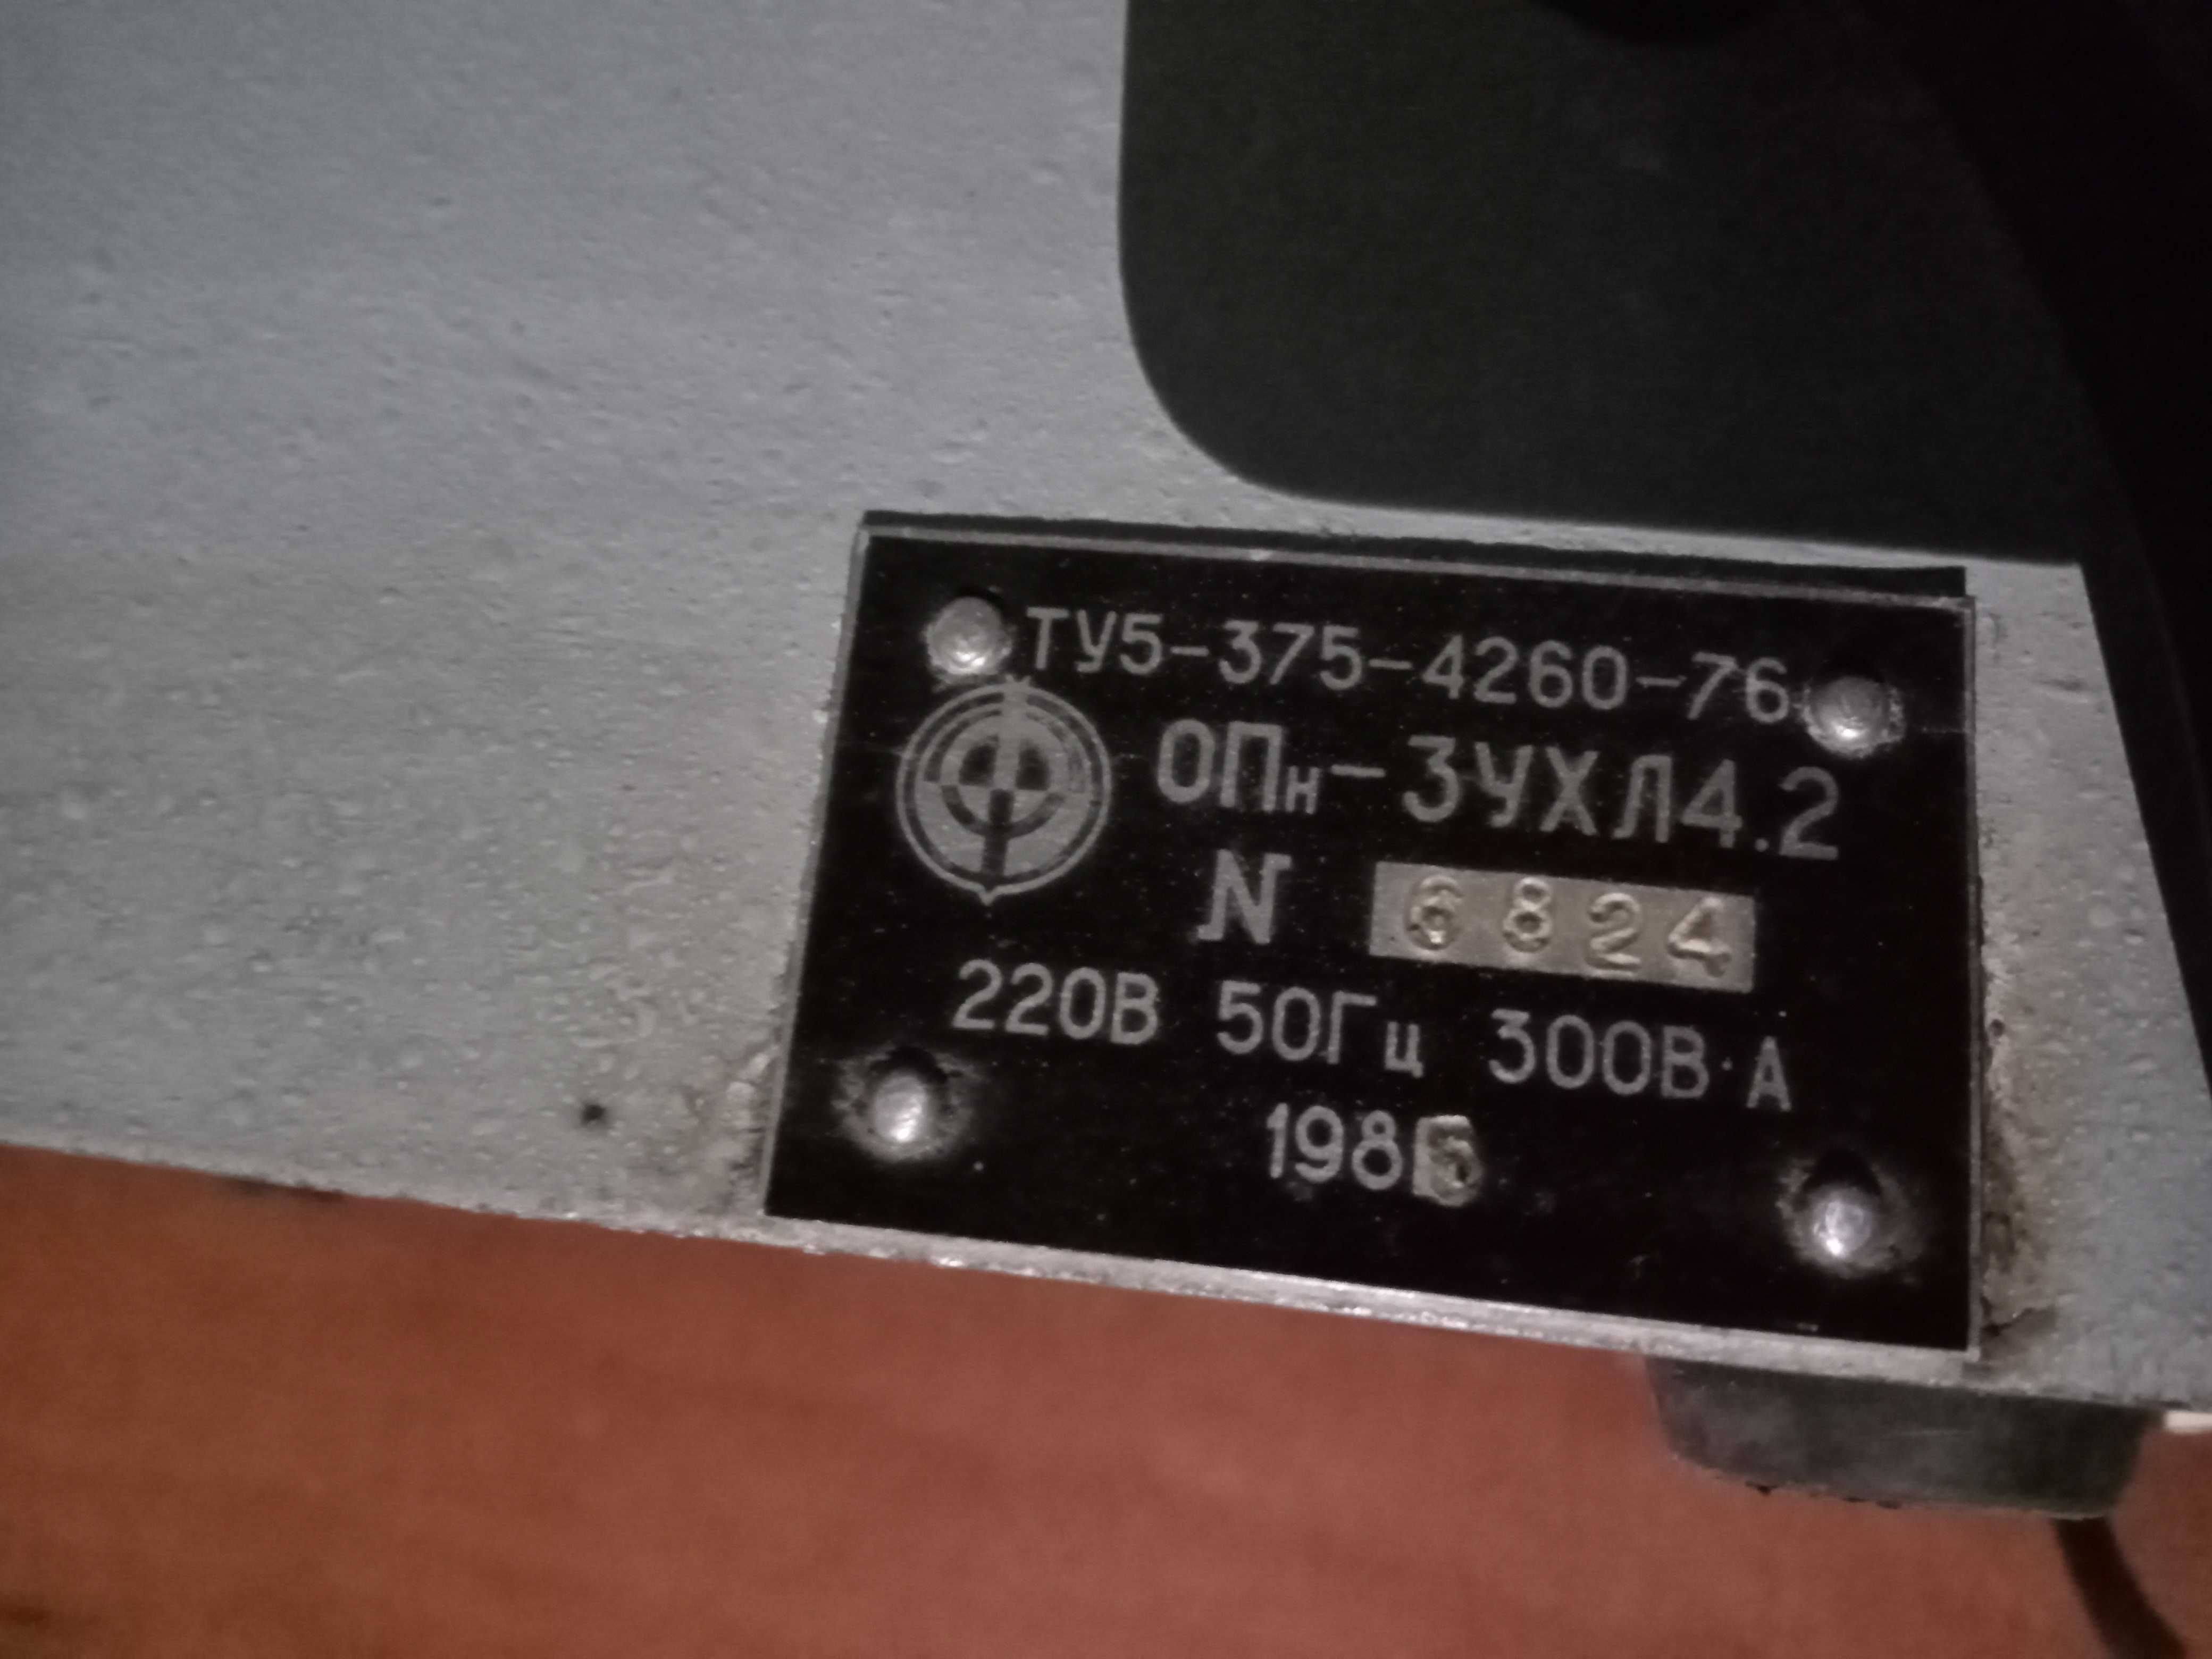 ТУ5-375-4260-76
ОПн-3УХЛ4.2
N 6824
220В 50Гц 300В·А
1986